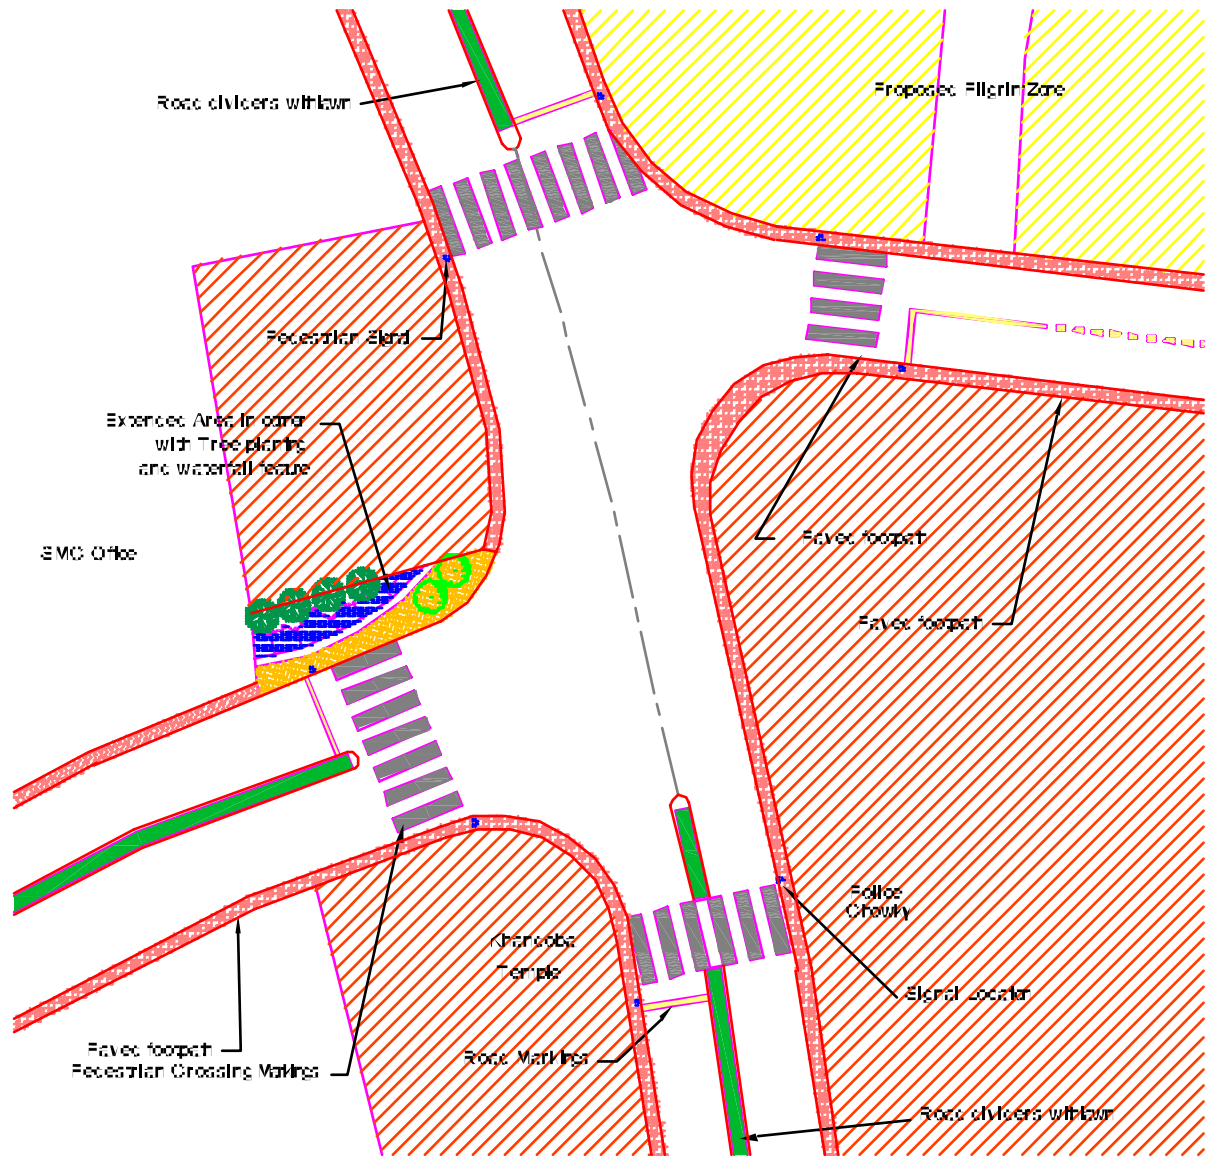 Road dividers with lawn
Proposed Pilgrim Zone
Pedestrian Signal
Extended Area in corner
with Tree planting
and waterfall feature
SMC Office
Paved footpath
Paved footpath
Police
Chowky
Khandoba
Temple
Signal Location
Paved footpath
Pedestrian Crossing Makings
Road Markings
Road dividers with lawn